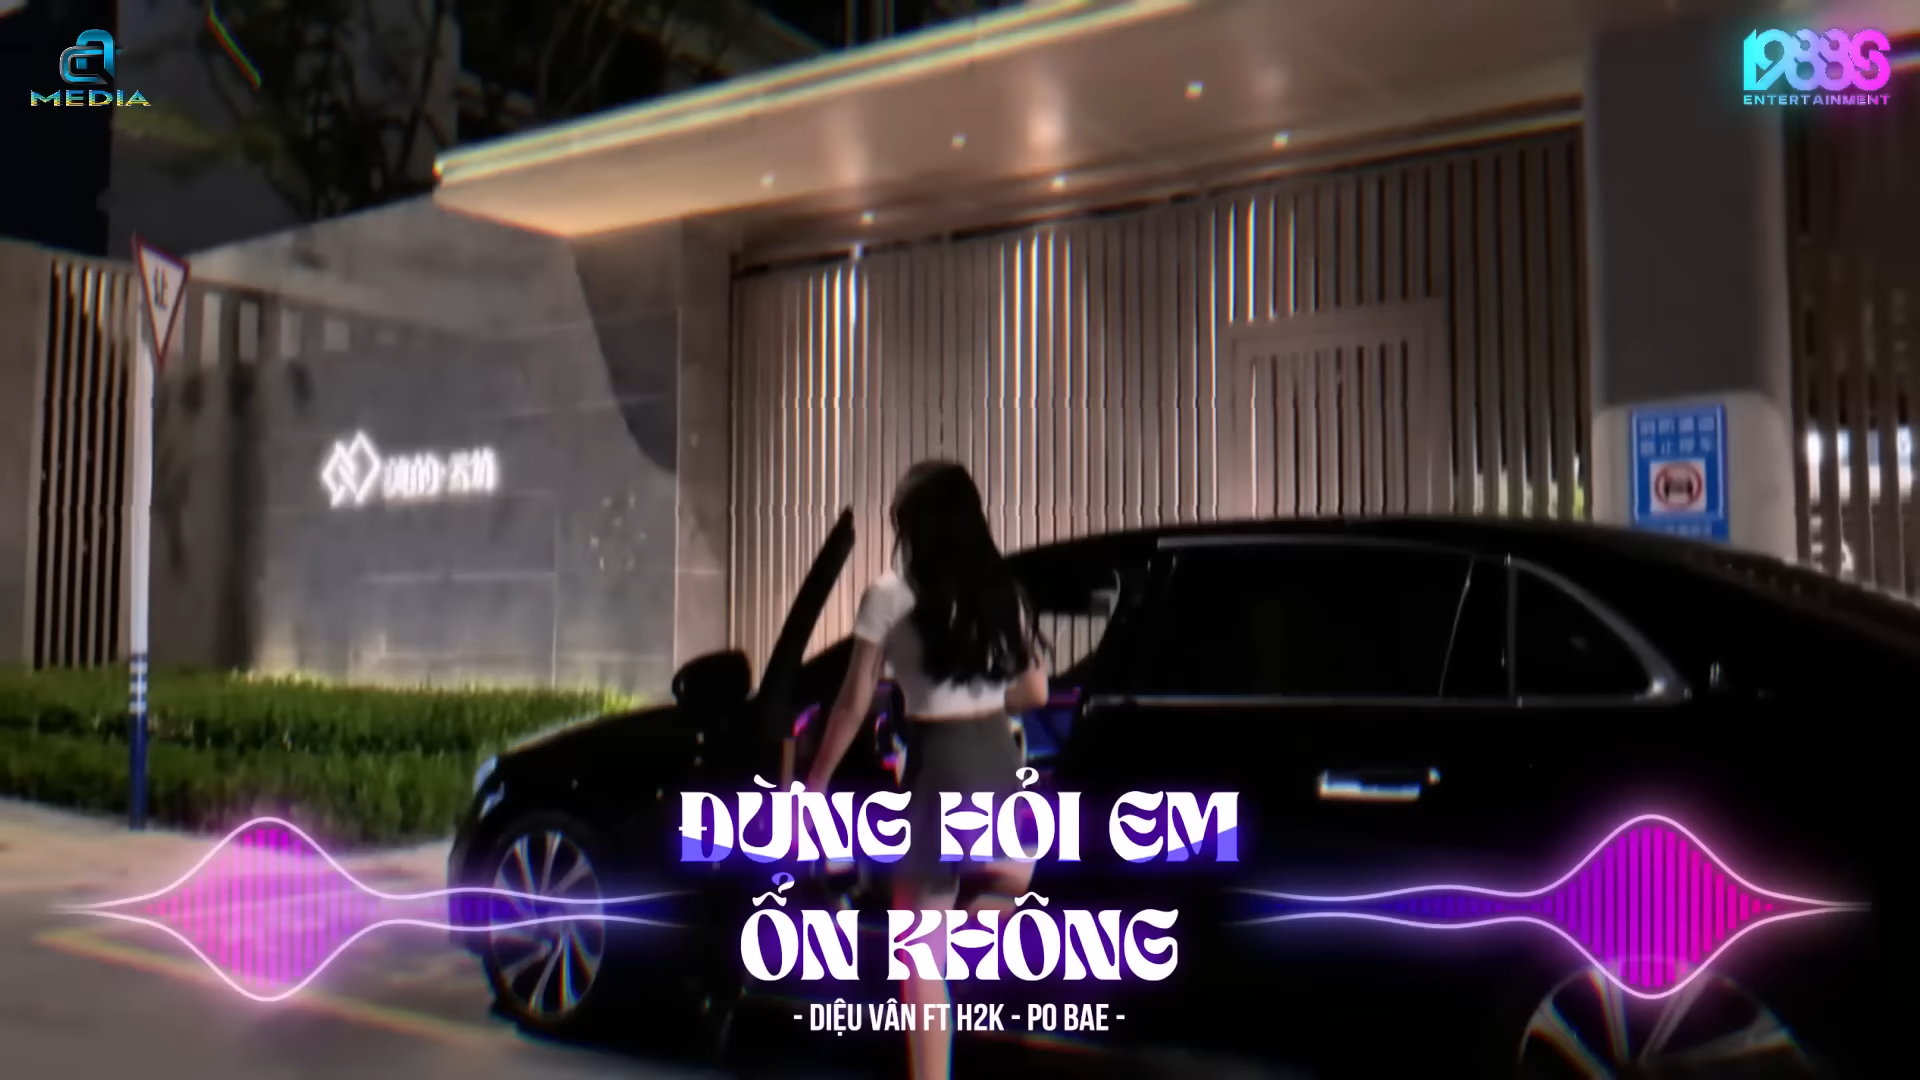 a
MEDIA
1988S
ENTERTAINMENT
ĐỪNG HỎI EM
ỔN KHÔNG
- DIỆU VÂN FT H2K - PO BAE -